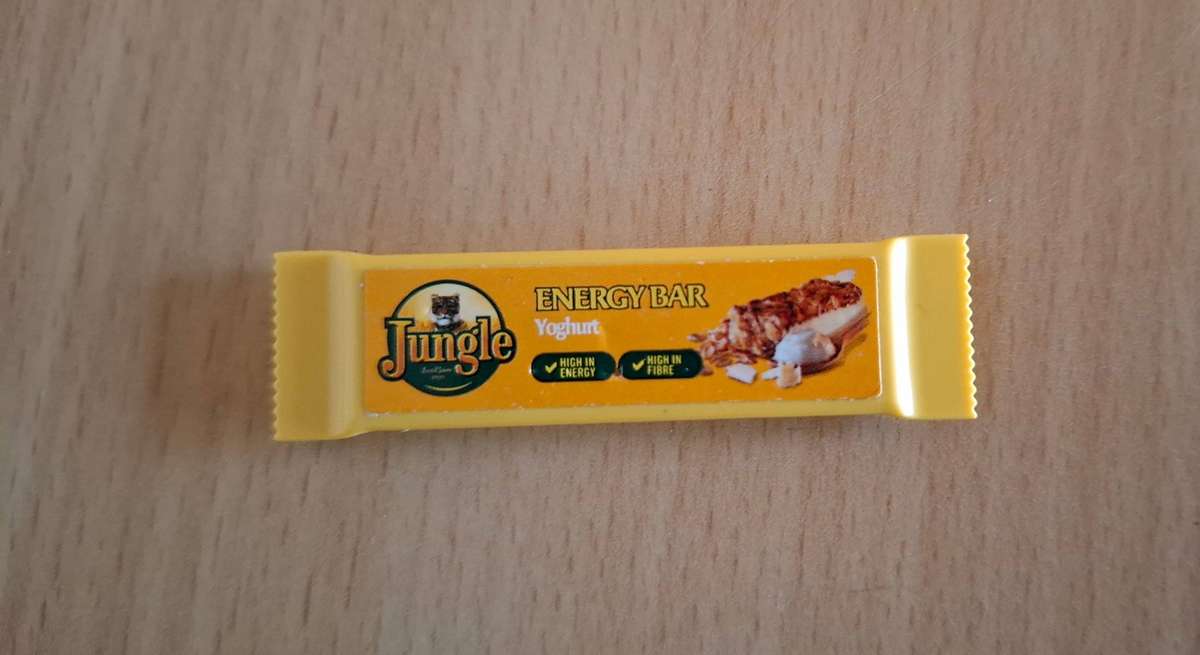 Jungle
ENERGY BAR
Yoghurt
HIGH IN
ENERGY
HIGH IN
FIBRE